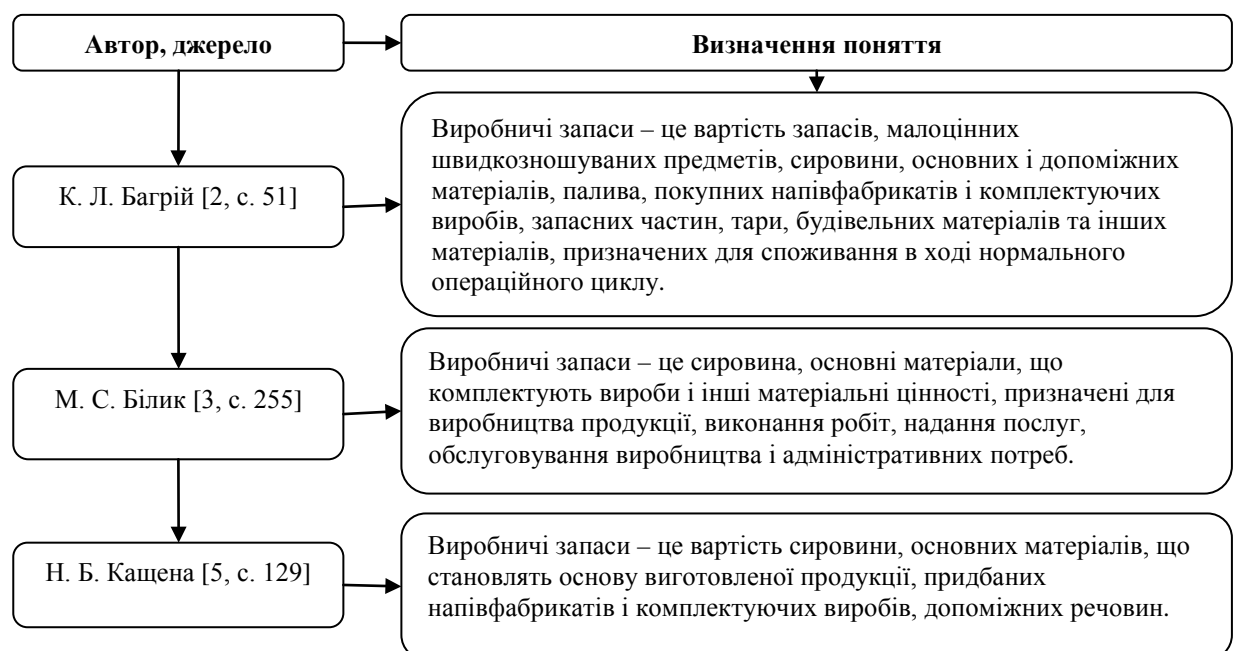 Автор, джерело
Визначення поняття
К. Л. Багрій [2, с. 51]
Виробничі запаси – це вартість запасів, малоцінних
швидкозношуваних предметів, сировини, основних і допоміжних
матеріалів, палива, покупних напівфабрикатів і комплектуючих
виробів, запасних частин, тари, будівельних матеріалів та інших
матеріалів, призначених для споживання в ході нормального
операційного циклу.
М. С. Білик [3, с. 255]
Виробничі запаси – це сировина, основні матеріали, що
комплектують вироби і інші матеріальні цінності, призначені для
виробництва продукції, виконання робіт, надання послуг,
обслуговування виробництва і адміністративних потреб.
Н. Б. Кащена [5, с. 129]
Виробничі запаси – це вартість сировини, основних матеріалів, що
становлять основу виготовленої продукції, придбаних
напівфабрикатів і комплектуючих виробів, допоміжних речовин.